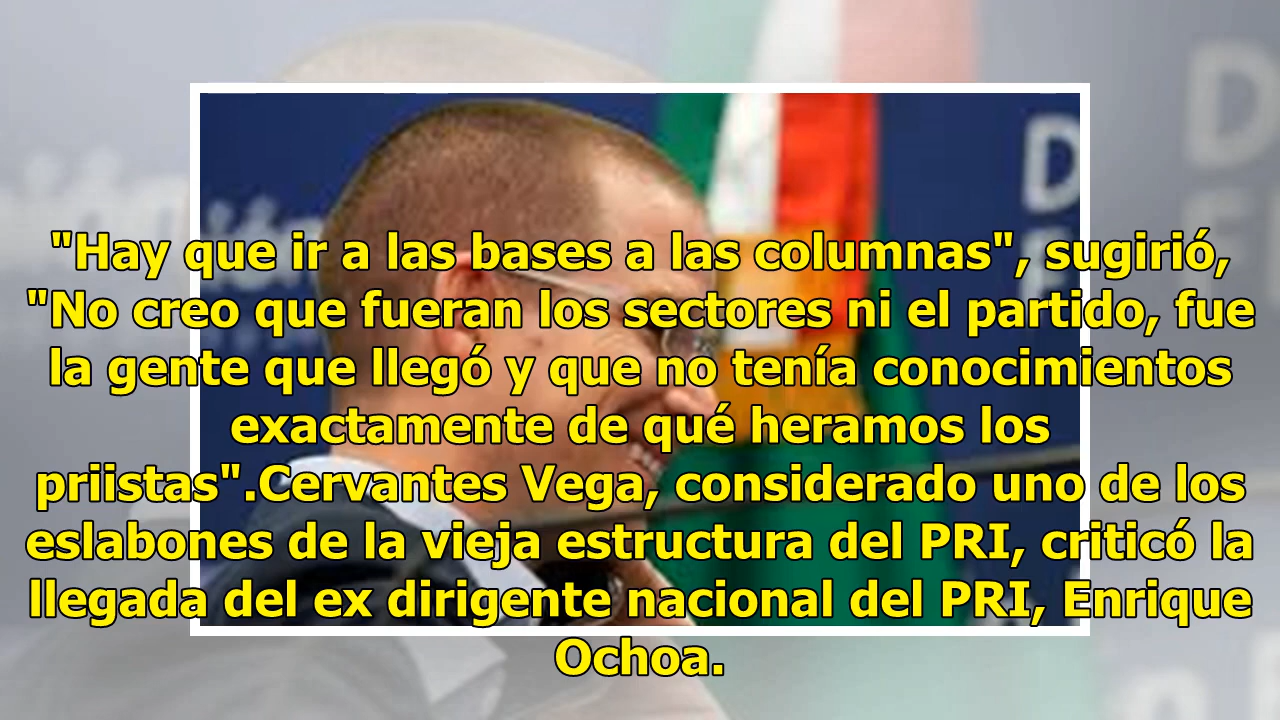 "Hay que ir a las bases a las columnas", sugirió,
"No creo que fueran los sectores ni el partido, fue
la gente que llegó y que no tenía conocimientos
exactamente de qué heramos los
priistas".Cervantes Vega, considerado uno de los
eslabones de la vieja estructura del PRI, criticó la
llegada del ex dirigente nacional del PRI, Enrique
Ochoa.